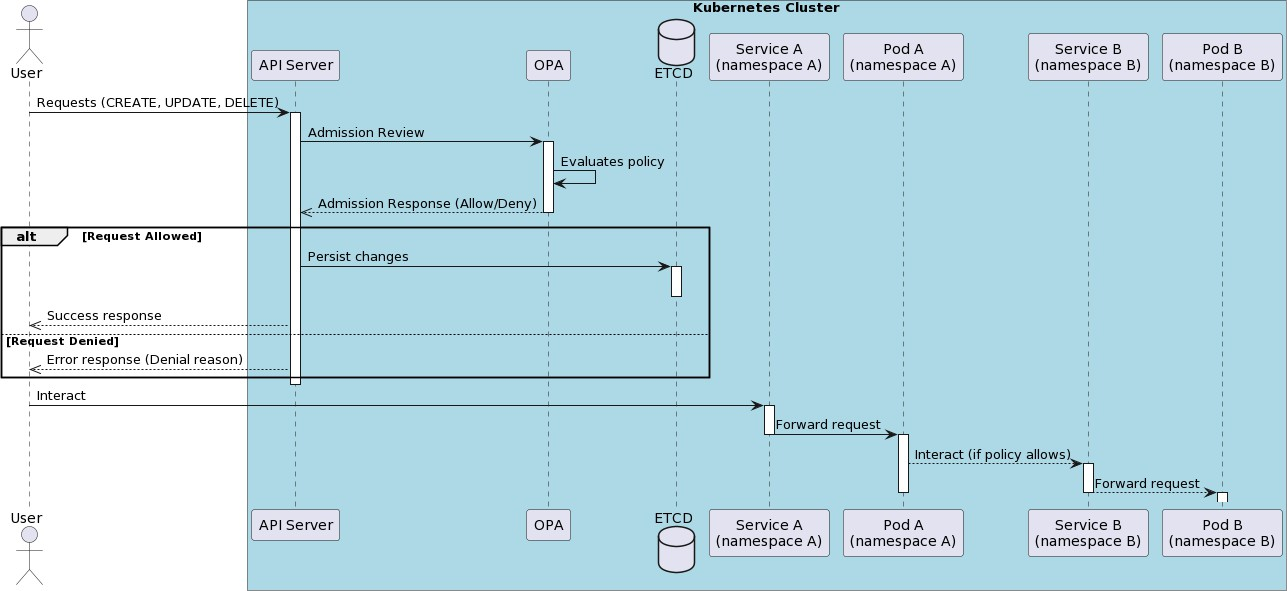 Kubernetes Cluster
User
API Server
OPA
ETCD
Service A
(namespace A)
Pod A
(namespace A)
Service B
(namespace B)
Pod B
(namespace B)
Requests (CREATE, UPDATE, DELETE)
Admission Review
Evaluates policy
Admission Response (Allow/Deny)
alt
[Request Allowed]
Persist changes
Success response
[Request Denied]
Error response (Denial reason)
Interact
Forward request
Interact (if policy allows)
Forward request
User
API Server
OPA
ETCD
Service A
(namespace A)
Pod A
(namespace A)
Service B
(namespace B)
Pod B
(namespace B)